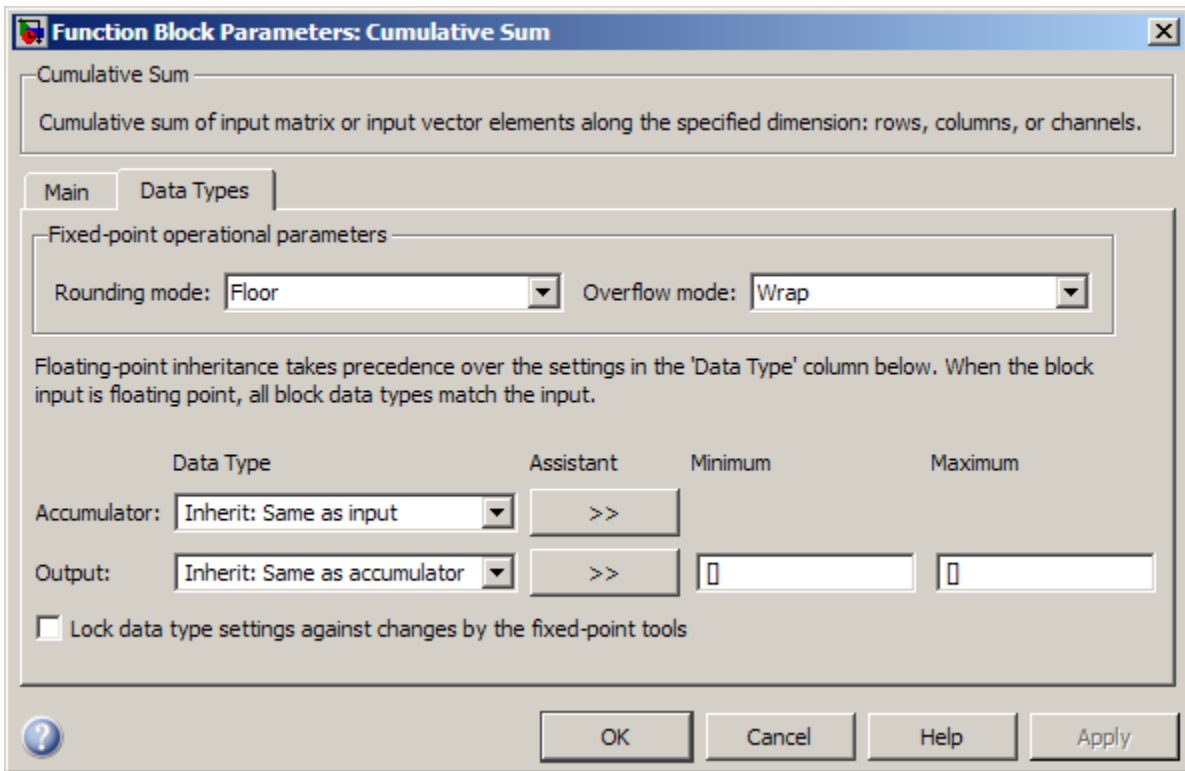 Function Block Parameters: Cumulative Sum
Cumulative Sum
Cumulative sum of input matrix or input vector elements along the specified dimension: rows, columns, or channels.
Main Data Types
Fixed-point operational parameters
Rounding mode: Floor Overflow mode: Wrap
Floating-point inheritance takes precedence over the settings in the 'Data Type' column below. When the block
input is floating point, all block data types match the input.
Data Type Assistant Minimum Maximum
Accumulator: Inherit: Same as input >>
Output: Inherit: Same as accumulator >> [] []
Lock data type settings against changes by the fixed-point tools
? OK Cancel Help Apply